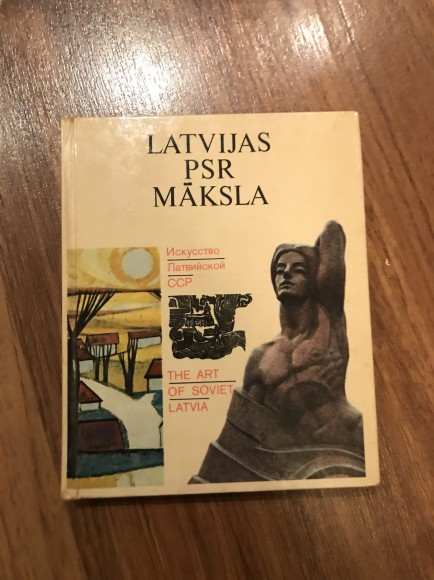 LATVIJAS
PSR
MĀKSLA
Искусство
Латвийской
ССР
THE ART
OF SOVIET
LATVIA